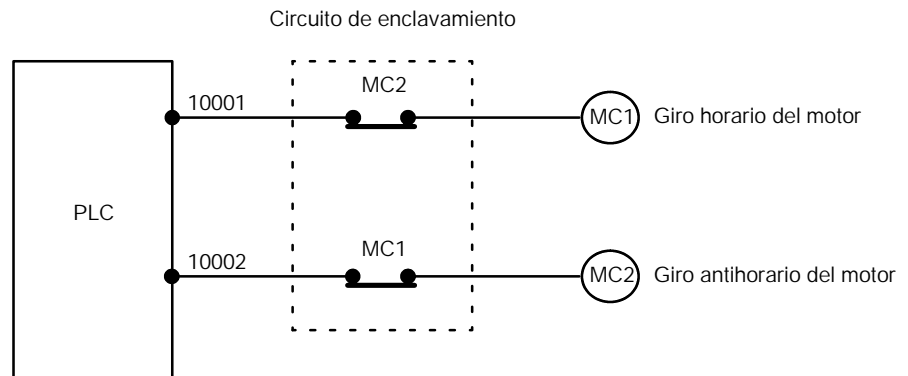 Circuito de enclavamiento
MC2
10001
MC1 Giro horario del motor
PLC
MC1
10002
MC2 Giro antihorario del motor